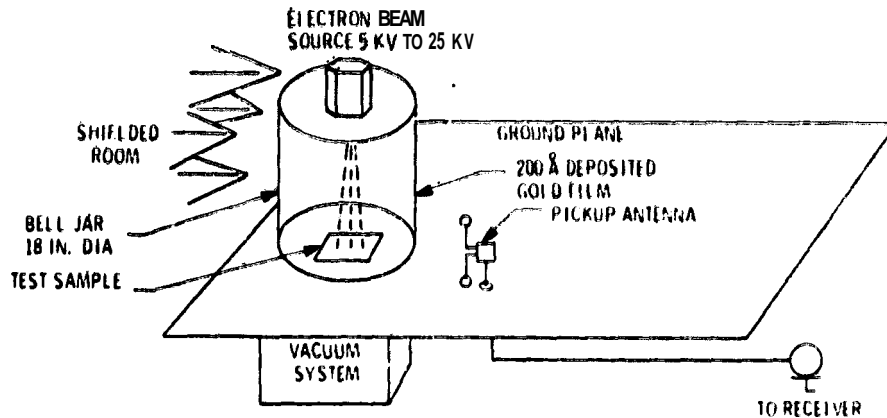 ELECTRON BEAM
SOURCE 5 KV TO 25 KV
SHIELDED
ROOM
GROUND PLANE
200 Å DEPOSITED
GOLD FILM
PICKUP ANTENNA
BELL JAR
18 IN. DIA
TEST SAMPLE
VACUUM
SYSTEM
TO RECEIVER